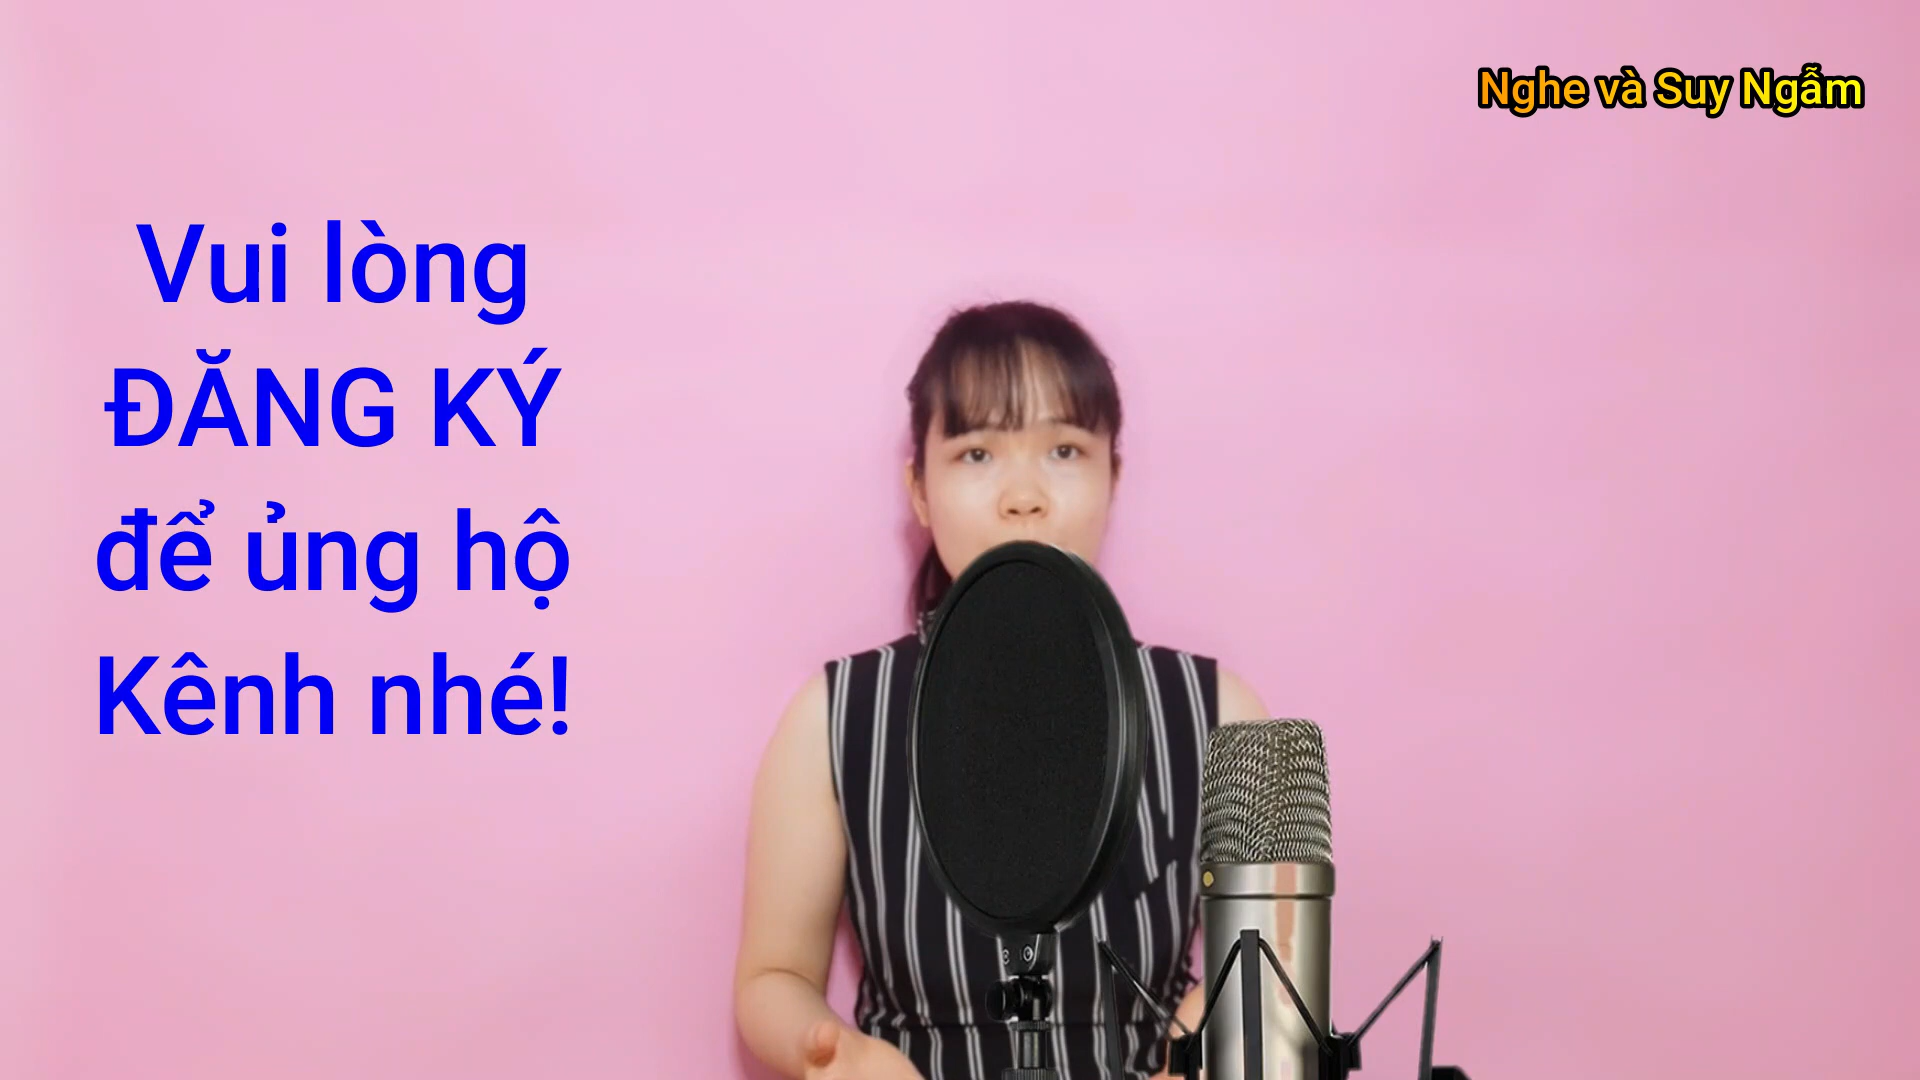 Nghe và Suy Ngẫm
Vui lòng
ĐĂNG KÝ
để ủng hộ
Kênh nhé!